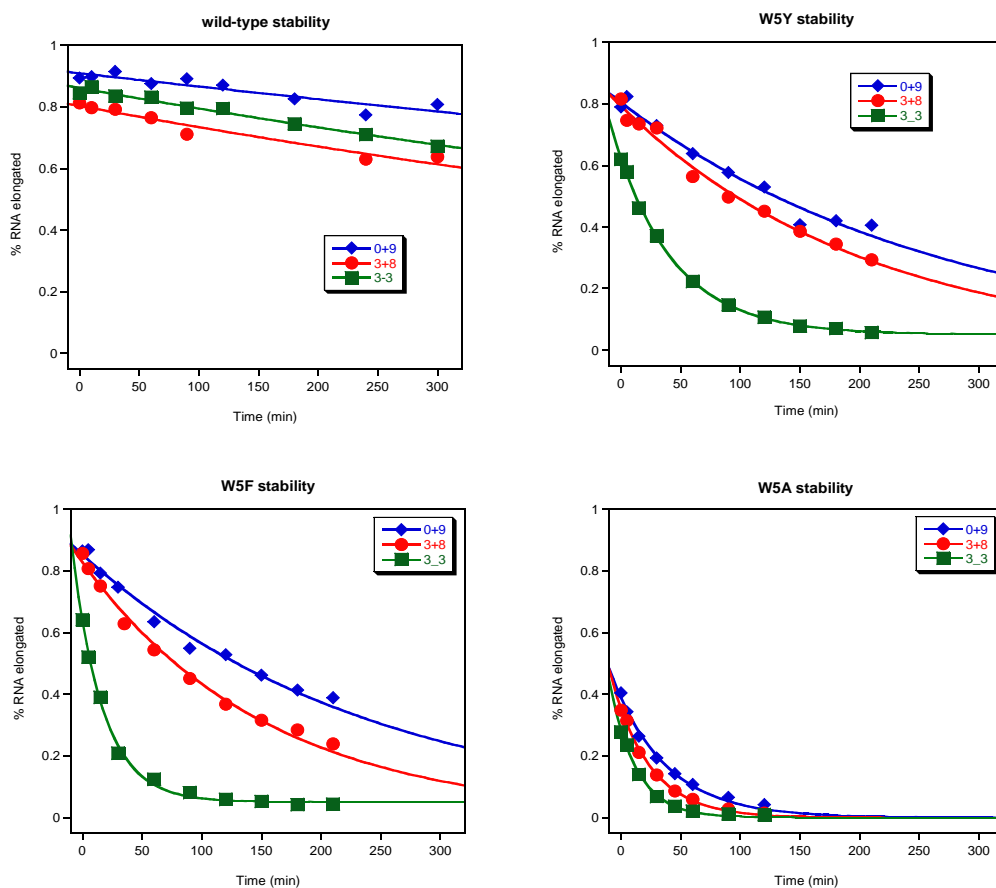 wild-type stability
1
0.8
0.6
0.4
0.2
0
% RNA elongated
0+9
3+8
3-3
0 50 100 150 200 250 300
Time (min)
W5Y stability
1
0.8
0.6
0.4
0.2
0
% RNA elongated
0+9
3+8
3_3
0 50 100 150 200 250 300
Time (min)
W5F stability
1
0.8
0.6
0.4
0.2
0
% RNA elongated
0+9
3+8
3_3
0 50 100 150 200 250 300
Time (min)
W5A stability
1
0.8
0.6
0.4
0.2
0
% RNA elongated
0+9
3+8
3_3
0 50 100 150 200 250 300
Time (min)